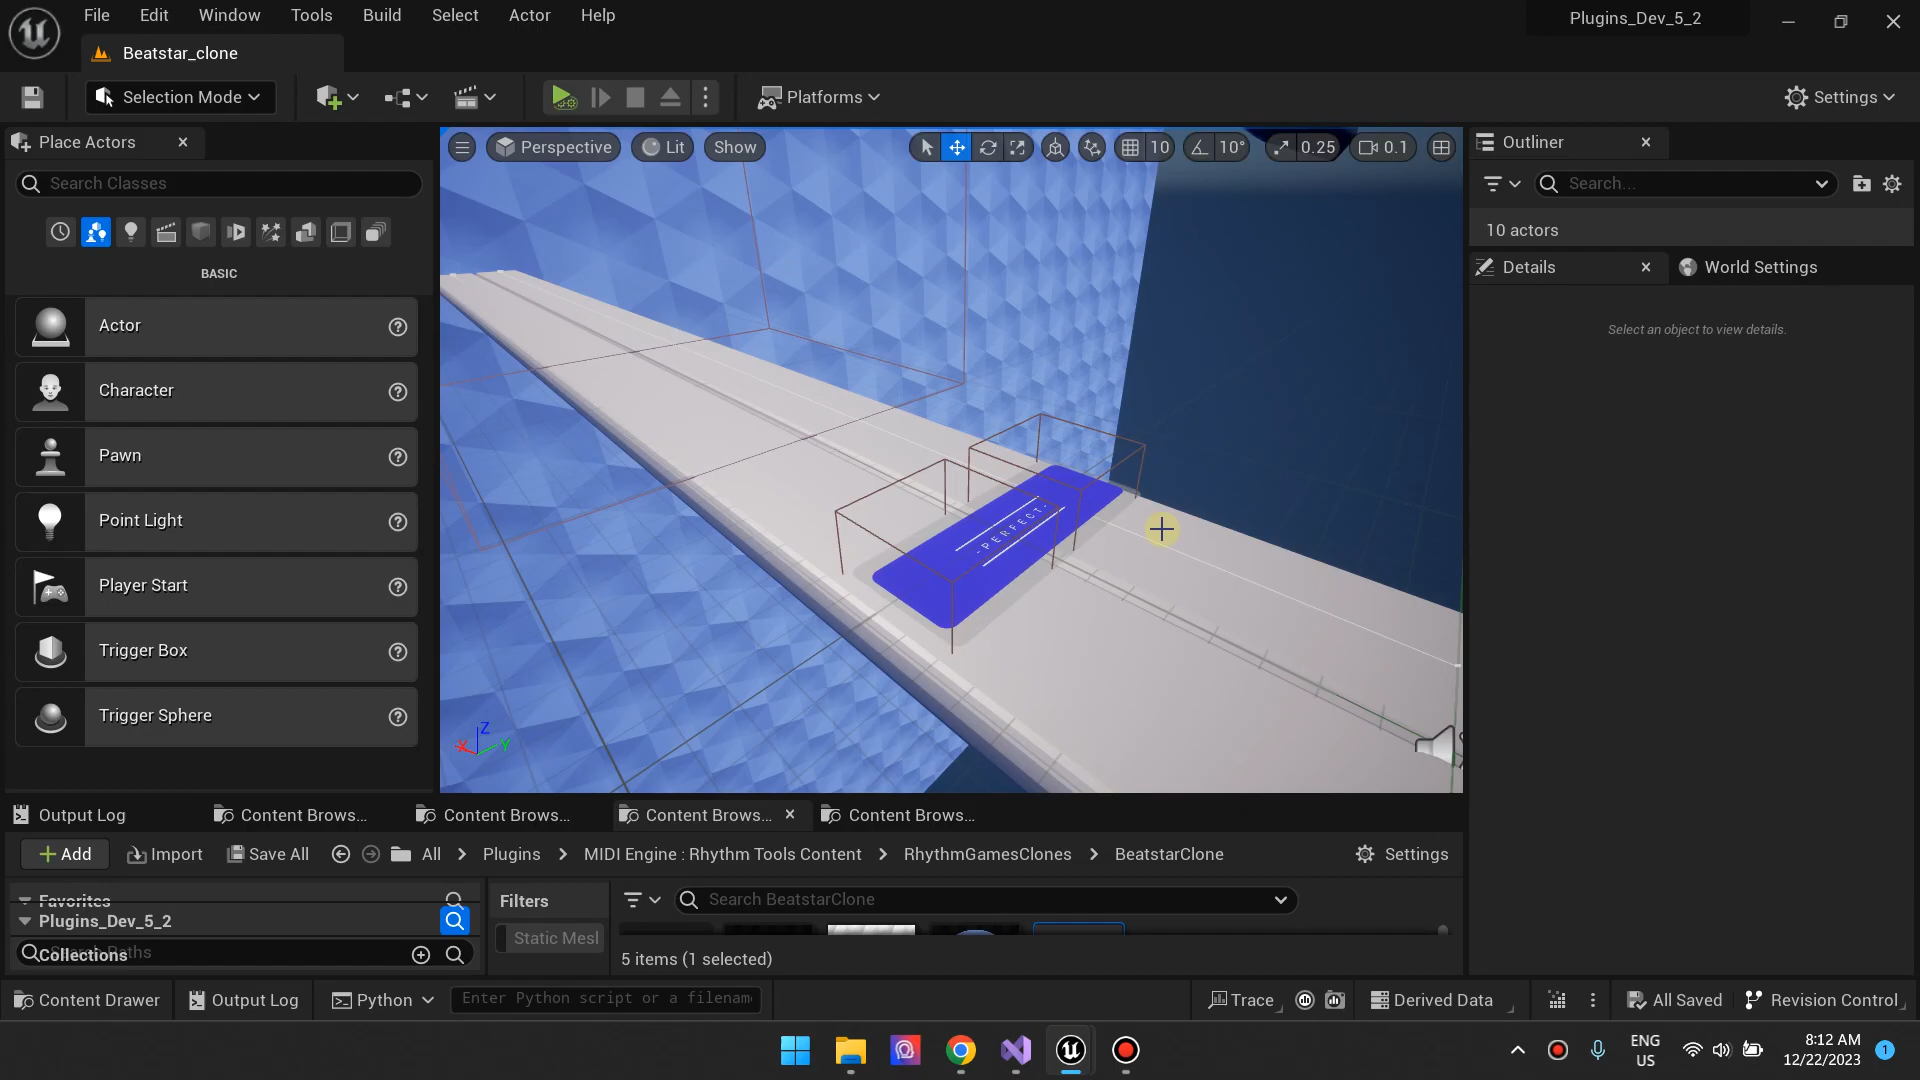 File Edit Window Tools Build Select Actor Help
Plugins_Dev_5_2
Beatstar_clone
Selection Mode
Platforms
Settings
Place Actors
Search Classes
BASIC
Actor
Character
Pawn
Point Light
Player Start
Trigger Box
Trigger Sphere
Perspective Lit Show
10 10° 0.25 0.1
-PERFECT-
Z
X Y
Outliner
Search...
10 actors
Details World Settings
Select an object to view details.
Output Log Content Brows... Content Brows... Content Brows... Content Brows...
Add Import Save All All > Plugins > MIDI Engine : Rhythm Tools Content > RhythmGamesClones > BeatstarClone Settings
Favorites
Plugins_Dev_5_2
Collections
Filters
Static Mesl
Search BeatstarClone
5 items (1 selected)
Content Drawer Output Log Python Enter Python script or a filenam
Trace Derived Data All Saved Revision Control
ENG
US
8:12 AM
12/22/2023
1